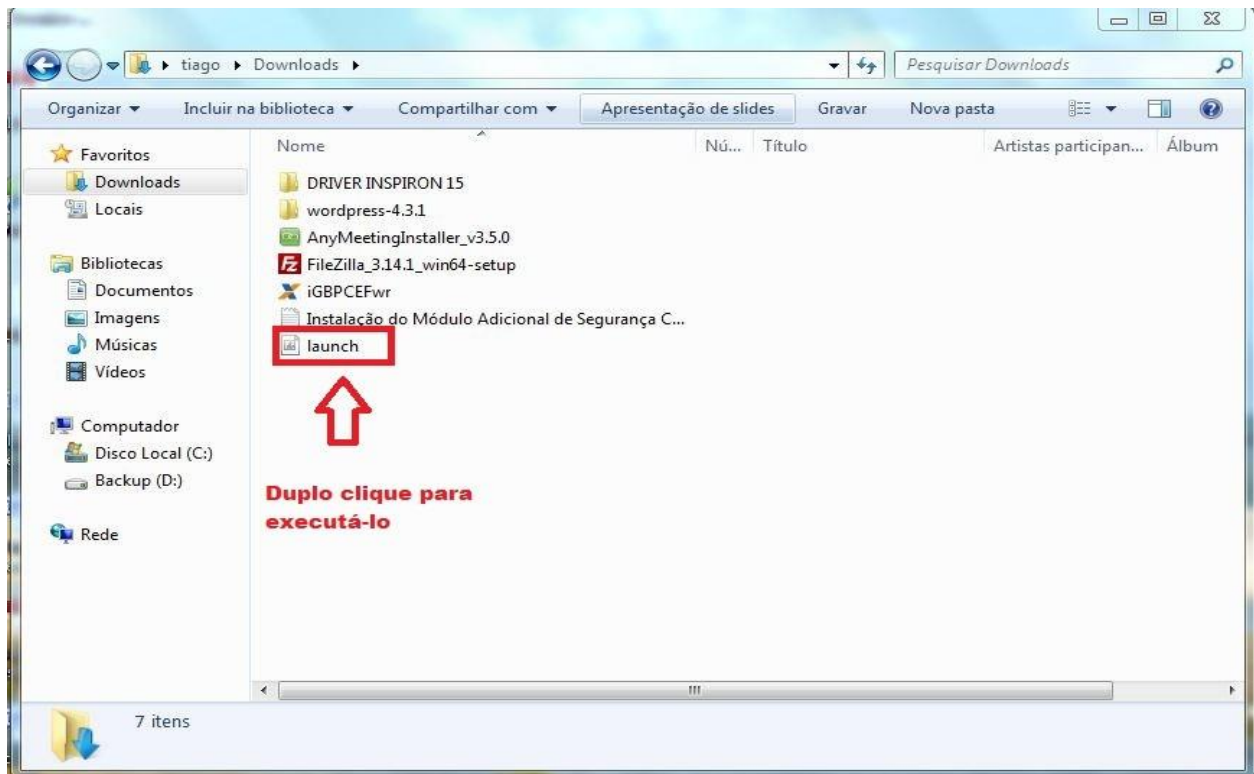 tiago Downloads
Pesquisar Downloads
Organizar Incluir na biblioteca Compartilhar com Apresentação de slides Gravar Nova pasta
Favoritos
Downloads
Locais
Bibliotecas
Documentos
Imagens
Músicas
Vídeos
Computador
Disco Local (C:)
Backup (D:)
Rede
Nome Nú... Título Artistas participan... Álbum
DRIVER INSPIRON 15
wordpress-4.3.1
AnyMeetingInstaller_v3.5.0
FileZilla_3.14.1_win64-setup
iGBPCEFwr
Instalação do Módulo Adicional de Segurança C...
launch
Duplo clique para
executá-lo
7 itens